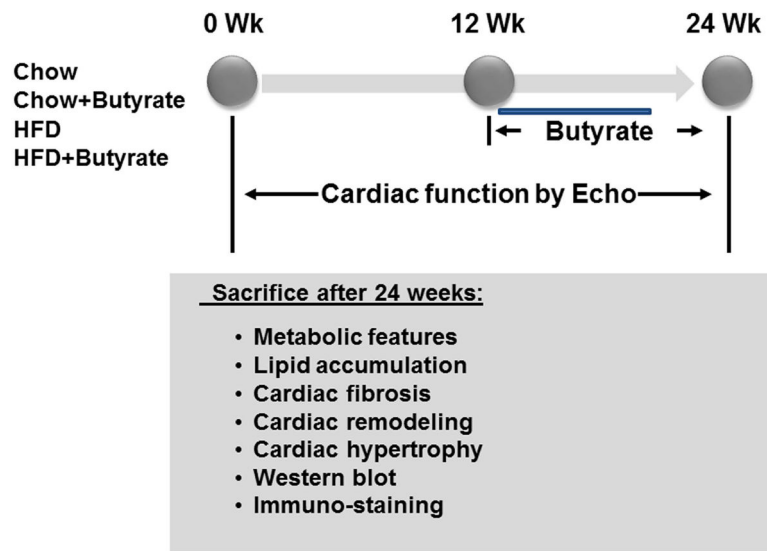 0 Wk 12 Wk 24 Wk
Chow
Chow+Butyrate
HFD
HFD+Butyrate
Butyrate
Cardiac function by Echo
Sacrifice after 24 weeks:
• Metabolic features
• Lipid accumulation
• Cardiac fibrosis
• Cardiac remodeling
• Cardiac hypertrophy
• Western blot
• Immuno-staining